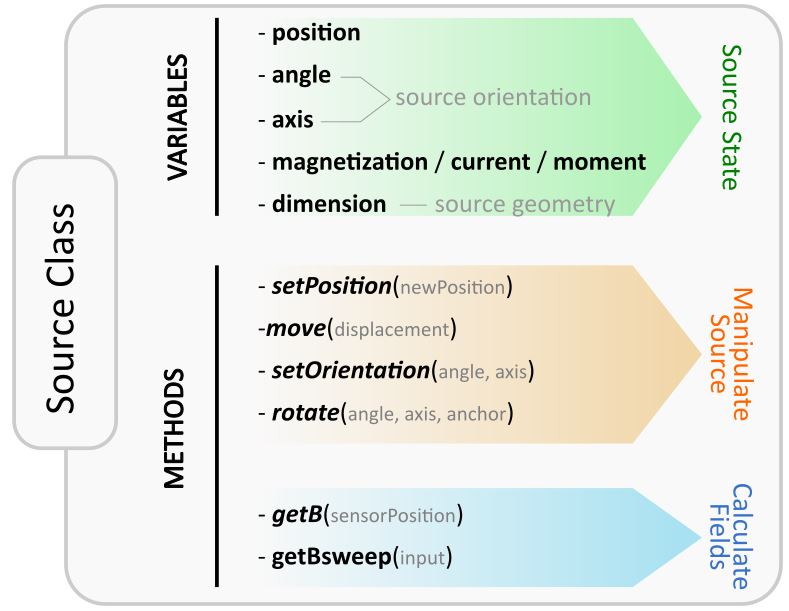 Source Class
VARIABLES
- position
- angle
- axis
source orientation
- magnetization / current / moment
- dimension — source geometry
Source State
METHODS
- setPosition(newPosition)
-move(displacement)
- setOrientation(angle, axis)
- rotate(angle, axis, anchor)
Manipulate
Source
- getB(sensorPosition)
- getBsweep(input)
Calculate
Fields